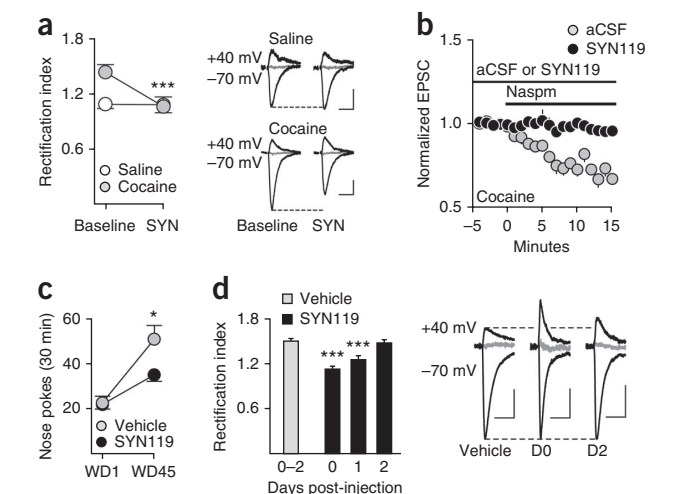 a
1.8
1.2
0.6
Rectification index
***
Saline
Cocaine
Baseline SYN
Saline
+40 mV
–70 mV
Cocaine
+40 mV
–70 mV
Baseline SYN
b
aCSF
SYN119
1.5
1.0
0.5
Normalized EPSC
aCSF or SYN119
Naspm
Cocaine
–5 0 5 10 15
Minutes
c
60
40
20
Nose pokes (30 min)
*
Vehicle
SYN119
WD1 WD45
d
Vehicle
SYN119
1.8
1.2
0.6
Rectification index
*** ***
0–2 0 1 2
Days post-injection
+40 mV
–70 mV
Vehicle D0 D2